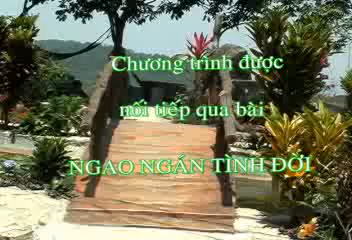 Chương trình được
nối tiếp qua bài
NGAO NGÁN TÌNH ĐỜI